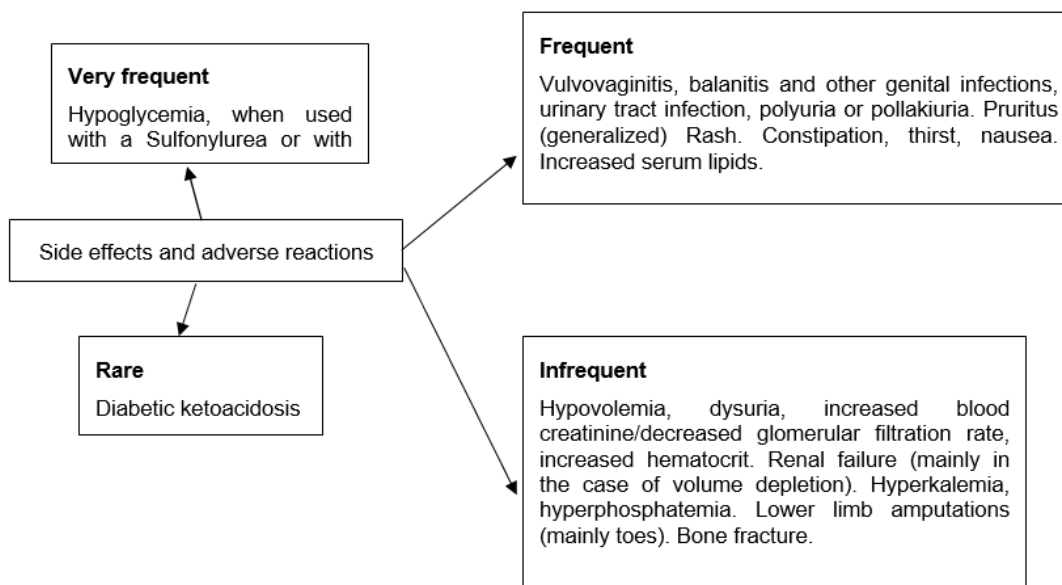 Very frequent
Hypoglycemia, when used
with a Sulfonylurea or with
Frequent
Vulvovaginitis, balanitis and other genital infections,
urinary tract infection, polyuria or pollakiuria. Pruritus
(generalized) Rash. Constipation, thirst, nausea.
Increased serum lipids.
Side effects and adverse reactions
Rare
Diabetic ketoacidosis
Infrequent
Hypovolemia, dysuria, increased blood
creatinine/decreased glomerular filtration rate,
increased hematocrit. Renal failure (mainly in
the case of volume depletion). Hyperkalemia,
hyperphosphatemia. Lower limb amputations
(mainly toes). Bone fracture.